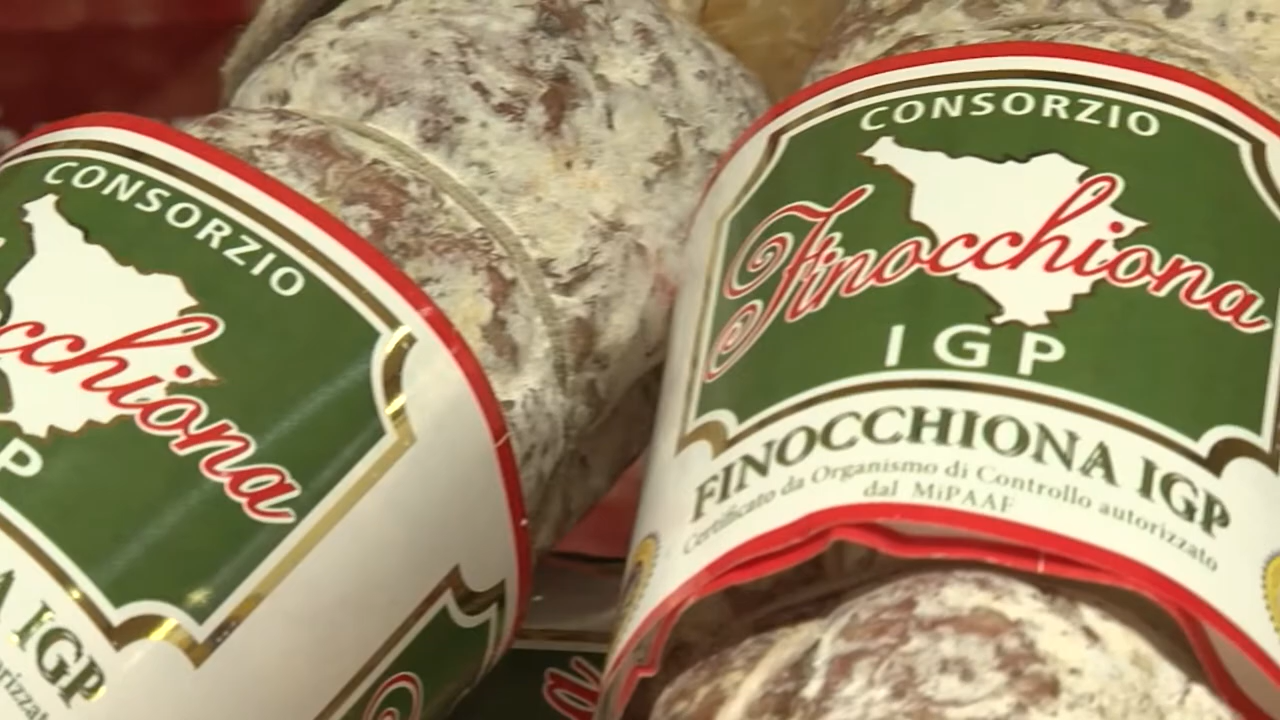 CONSORZIO
cchiona
P
A IGP
CONSORZIO
Finocchiona
IGP
FINOCCHIONA IGP
Certificato da Organismo di Controllo autorizzato
dal MiPAAF